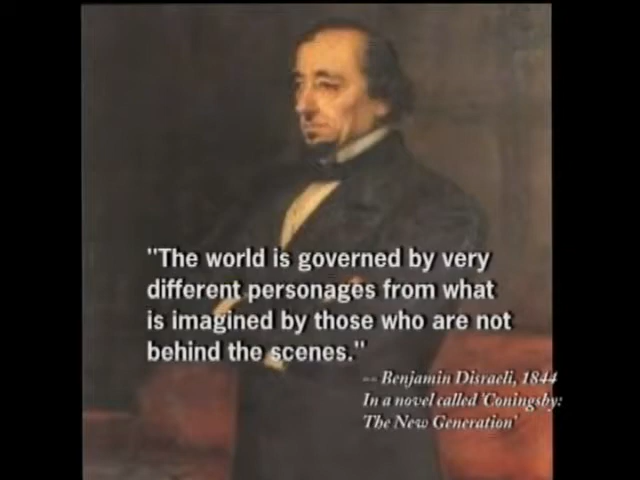 "The world is governed by very
different personages from what
is imagined by those who are not
behind the scenes."
-- Benjamin Disraeli, 1844
In a novel called 'Coningsby:
The New Generation'